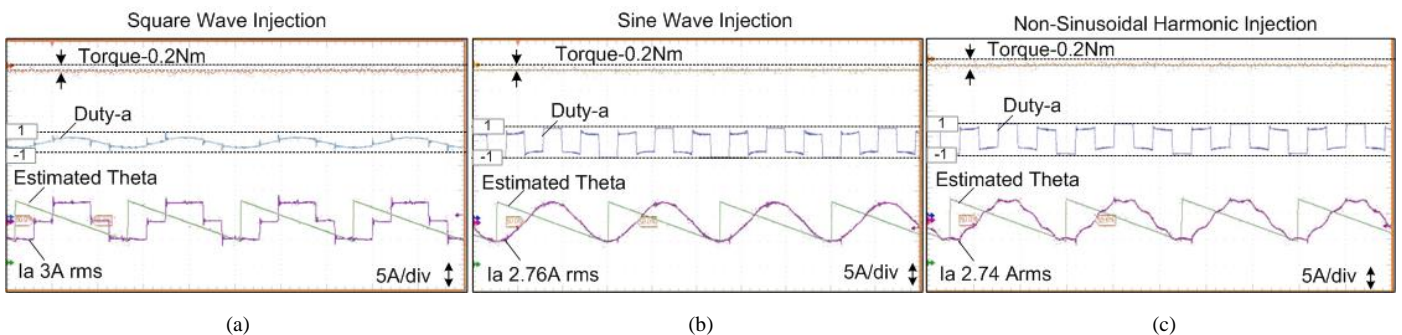 Square Wave Injection
Torque-0.2Nm
Duty-a
1
-1
Estimated Theta
Ia 3A rms
5A/div
(a)
Sine Wave Injection
Torque-0.2Nm
Duty-a
1
-1
Estimated Theta
Ia 2.76A rms
5A/div
(b)
Non-Sinusoidal Harmonic Injection
Torque-0.2Nm
Duty-a
1
-1
Estimated Theta
Ia 2.74 Arms
5A/div
(c)